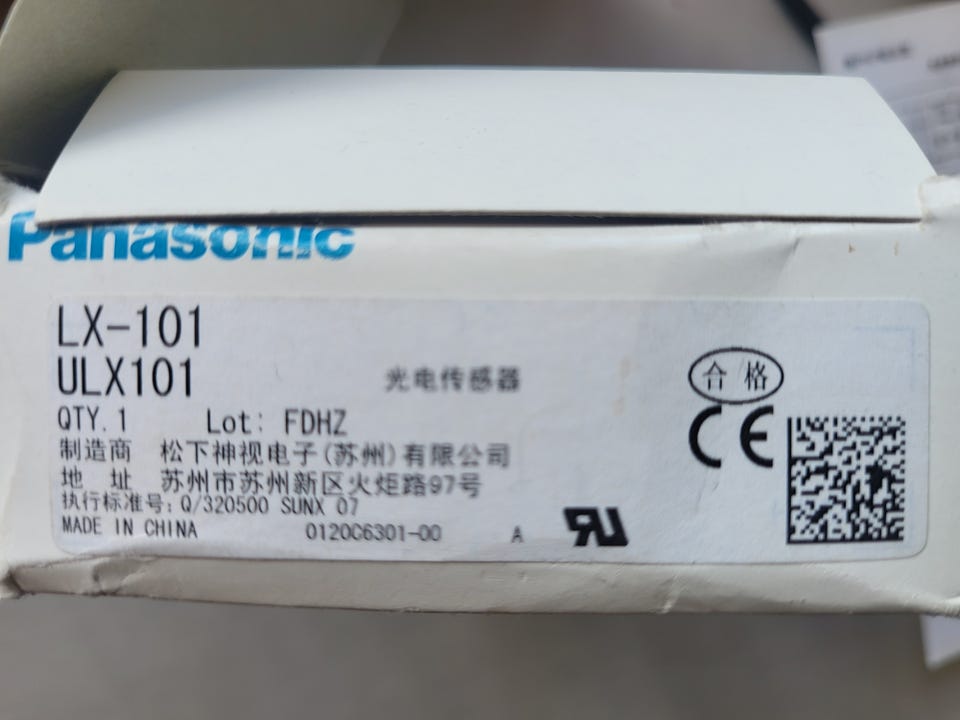 Panasonic
LX-101
ULX101
光电传感器
合格
QTY.1 Lot: FDHZ
CE
制造商 松下神视电子(苏州)有限公司
地 址 苏州市苏州新区火炬路97号
执行标准号: Q/320500 SUNX 07
MADE IN CHINA 0120C6301-00 A